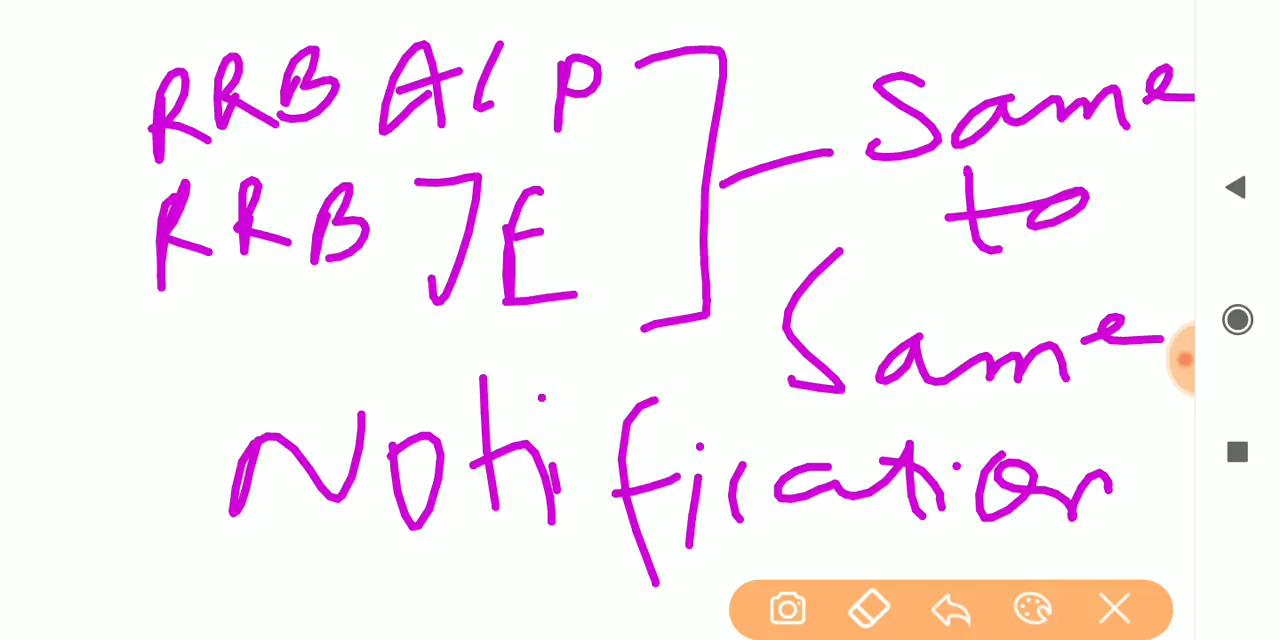 RRB ALP
RRB JE
Same
to
Same
Notification